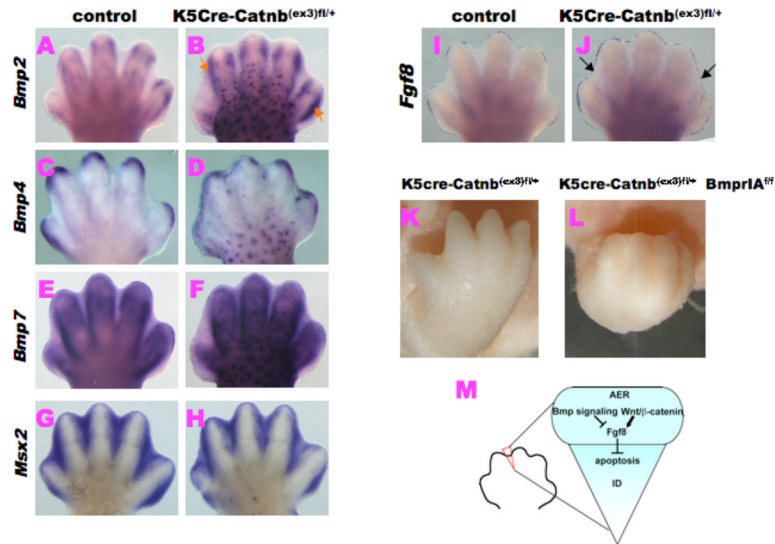 control K5Cre-Catnb(ex3)fl/+
control K5Cre-Catnb(ex3)fl/+
A B
Bmp2
I J
Fgf8
C D
Bmp4
K5cre-Catnb(ex3)fl/+ K5cre-Catnb(ex3)fl/+ BmprIAf/f
K L
E F
Bmp7
M
AER
Bmp signaling Wnt/β-catenin
Fgf8
apoptosis
ID
G H
Msx2